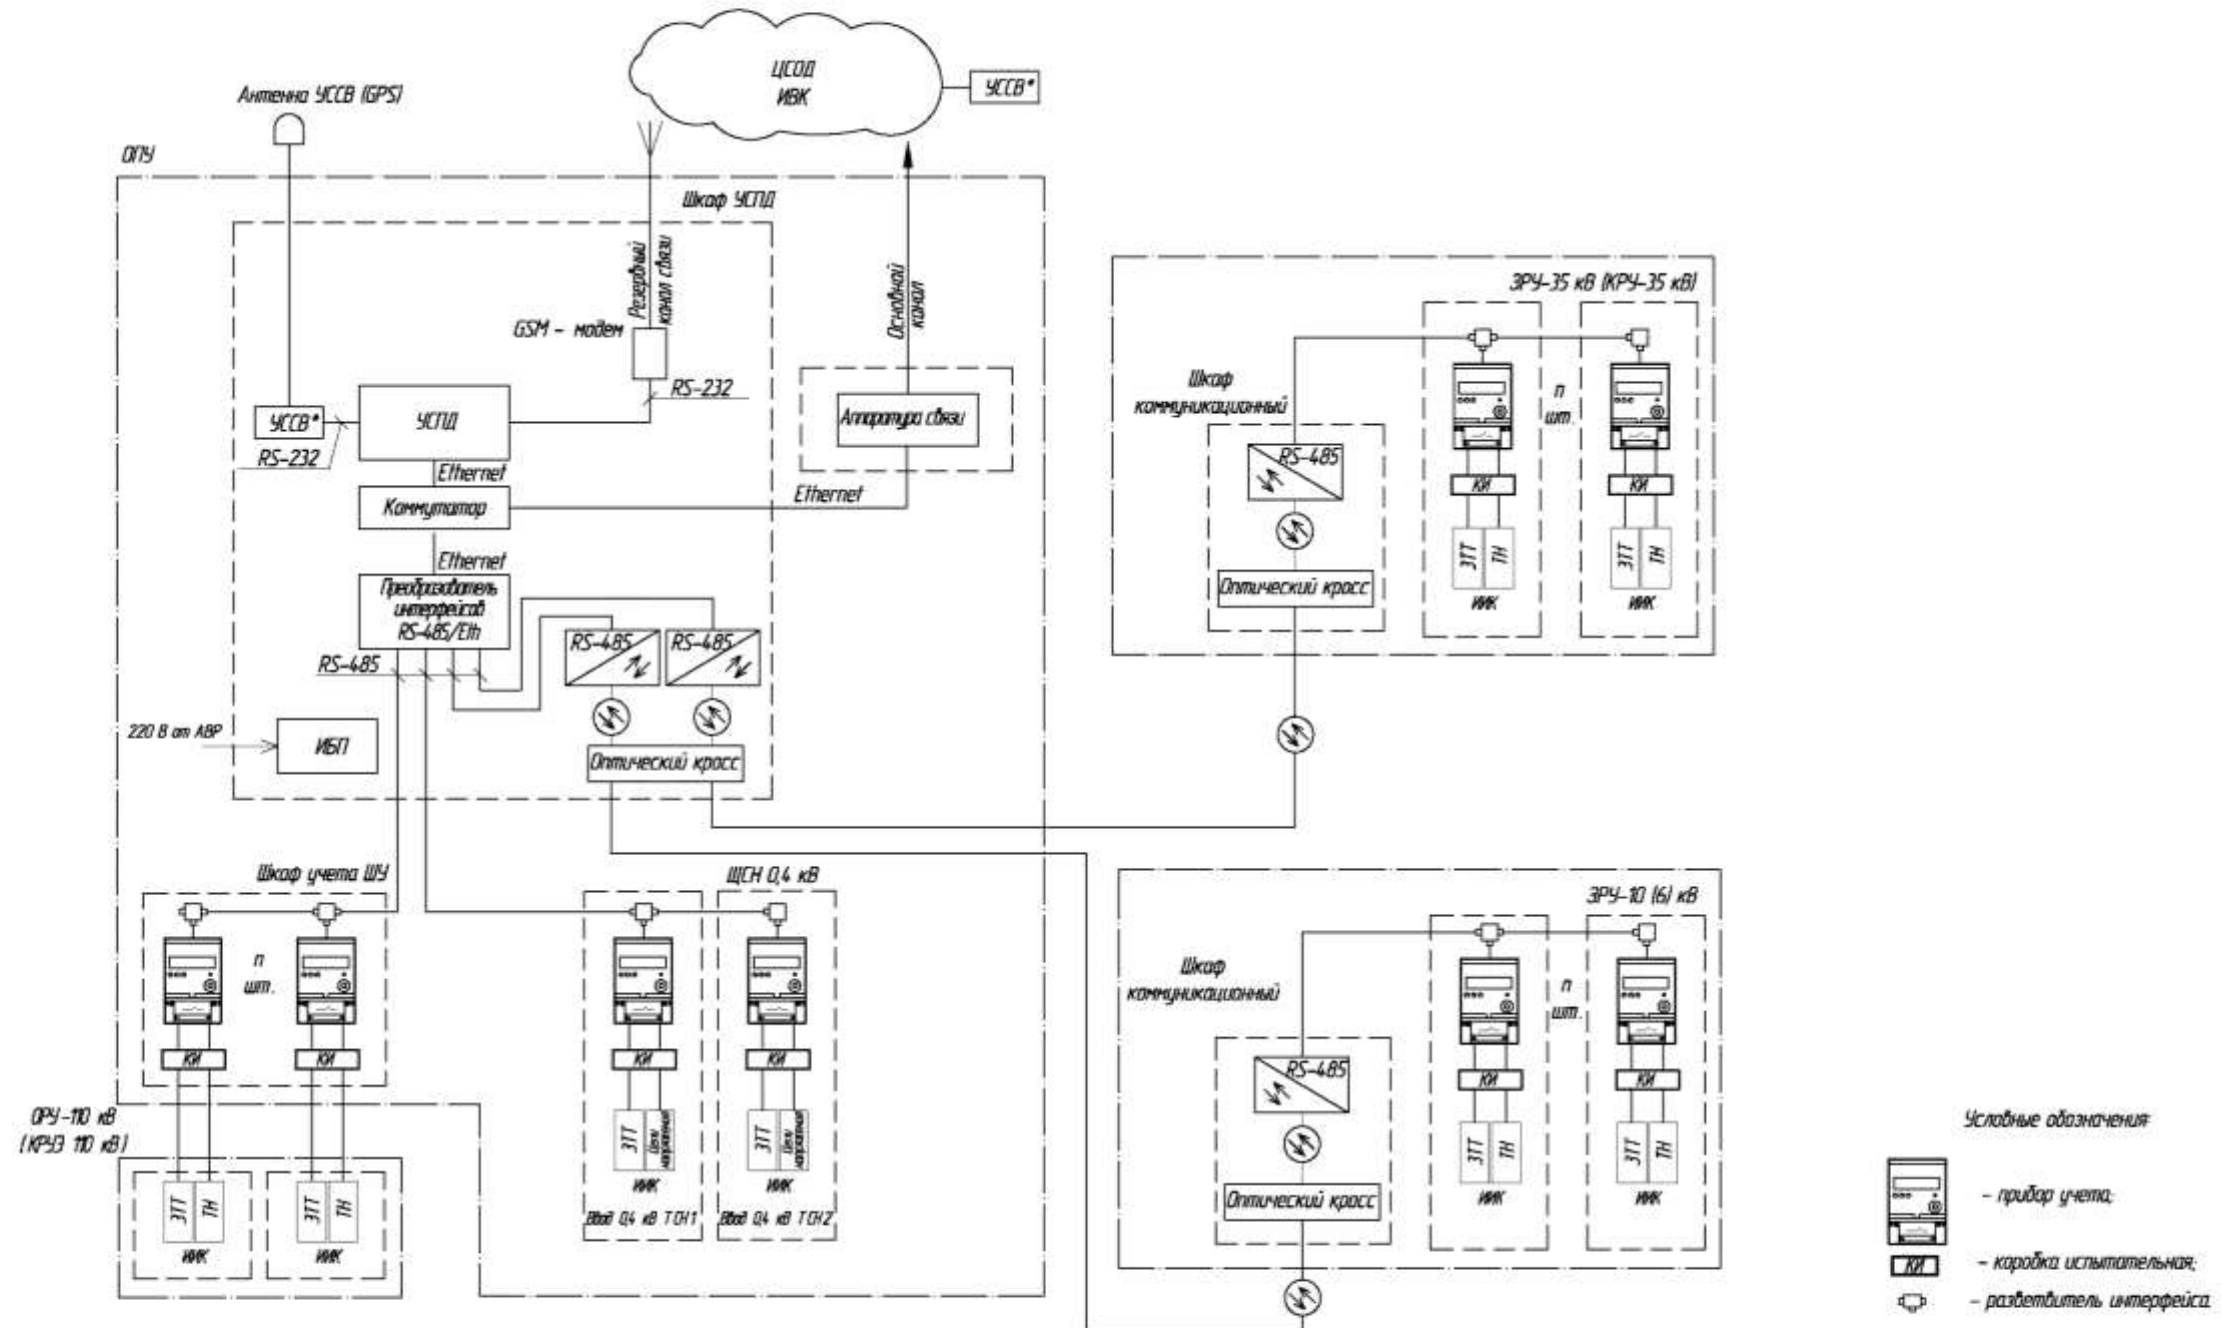 ЦСОД
ИВК
УССВ*
Антенна УССВ (GPS)
ОПУ
Шкаф УСПД
Резервный
канал связи
Основной
канал
GSM - модем
RS-232
УССВ*
УСПД
RS-232
Аппаратура связи
Ethernet
Коммутатор
Ethernet
Ethernet
Преобразователь
интерфейсов
RS-485/Eth
RS-485
RS-485
RS-485
220 В от АВР
ИБП
Оптический кросс
ЗРУ-35 кВ (КРУ-35 кВ)
Шкаф
коммуникационный
п
шт.
RS-485
КИ
КИ
Оптический кросс
ЗТТ
ТН
ЗТТ
ТН
ИИК
ИИК
Шкаф учета ШУ
п
шт.
КИ
КИ
ЩСН 0,4 кВ
КИ
КИ
ЗТТ
Цепи
напряжения
ЗТТ
Цепи
напряжения
ИИК
ИИК
Ввод 0,4 кВ ТСН1
Ввод 0,4 кВ ТСН2
ОРУ-110 кВ
(КРУЭ 110 кВ)
ЗТТ
ТН
ЗТТ
ТН
ИИК
ИИК
ЗРУ-10 (6) кВ
Шкаф
коммуникационный
п
шт.
RS-485
КИ
КИ
ЗТТ
ТН
ЗТТ
ТН
Оптический кросс
ИИК
ИИК
Условные обозначения:
- прибор учета;
КИ
- коробка испытательная;
- разветвитель интерфейса.